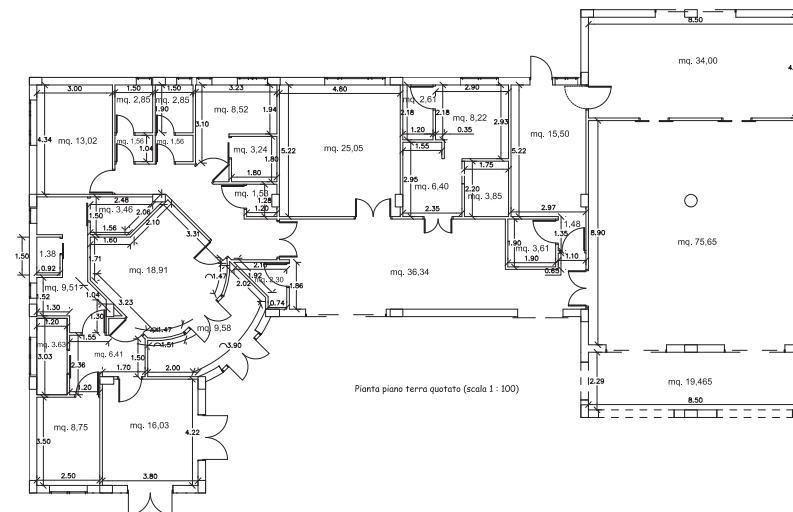 8.50
mq. 34,00
4.
3.00
1.50
1.50
3.23
4.80
2.90
mq. 2,85
mq. 2,85
mq. 8,52
mq. 2,61
1.90
1.94
2.18
2.18
mq. 8,22
2.93
mq. 15,50
mq. 13,02
3.10
1.20
0.35
4.34
mq. 1,56
1.04
mq. 1,56
mq. 3,24
mq. 25,05
5.22
1.55
5.22
1.80
1.80
1.75
2.95
mq. 6,40
2.20
mq. 3,85
mq. 1,53
1.28
1.20
2.48
mq. 3,46
2.06
1.50
2.10
2.35
2.97
1,48
1.56
1.60
3.31
1.90
mq. 3,61
1.35
8.90
mq. 75,65
1.50
1.38
1.71
mq. 18,91
2.16
1.90
1.10
0.92
1.47
1.92
mq. 2,30
1.86
mq. 36,34
0.65
mq. 9,51
1.04
2.02
1.52
3.23
0.74
1.30
1.30
1.20
1.47
mq. 9,58
mq. 3.63
1.55
1.51
3.90
3.03
mq. 6.41
1.50
2.36
1.70
2.00
2.29
mq. 19,465
1.20
Pianta piano terra quotato (scala 1 : 100)
8.50
mq. 8,75
mq. 16,03
3.50
4.22
2.50
3.80